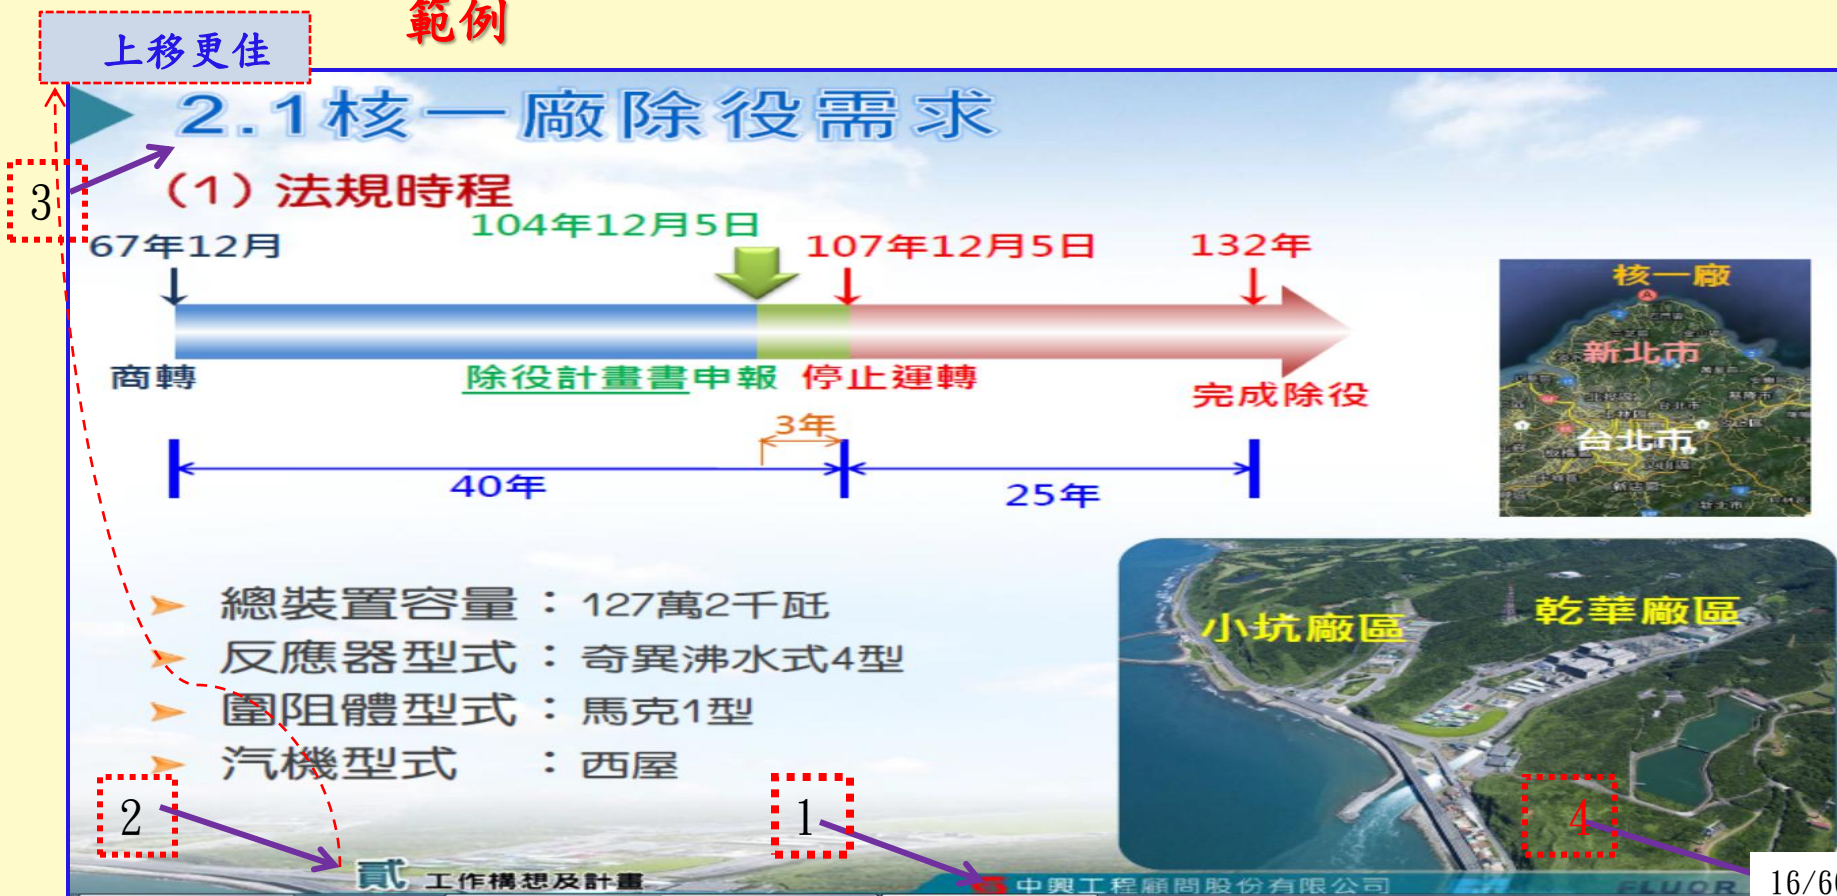 範例
上移更佳
2.1核一廠除役需求
3
(1) 法規時程
104年12月5日
67年12月
107年12月5日
132年
商轉
除役計畫書申報
停止運轉
完成除役
3年
40年
25年
核一廠
新北市
台北市
總裝置容量：127萬2千瓩
反應器型式：奇異沸水式4型
圍阻體型式：馬克1型
汽機型式：西屋
小坑廠區
乾華廠區
2
1
4
貳 工作構想及計畫
中興工程顧問股份有限公司
FLUOR